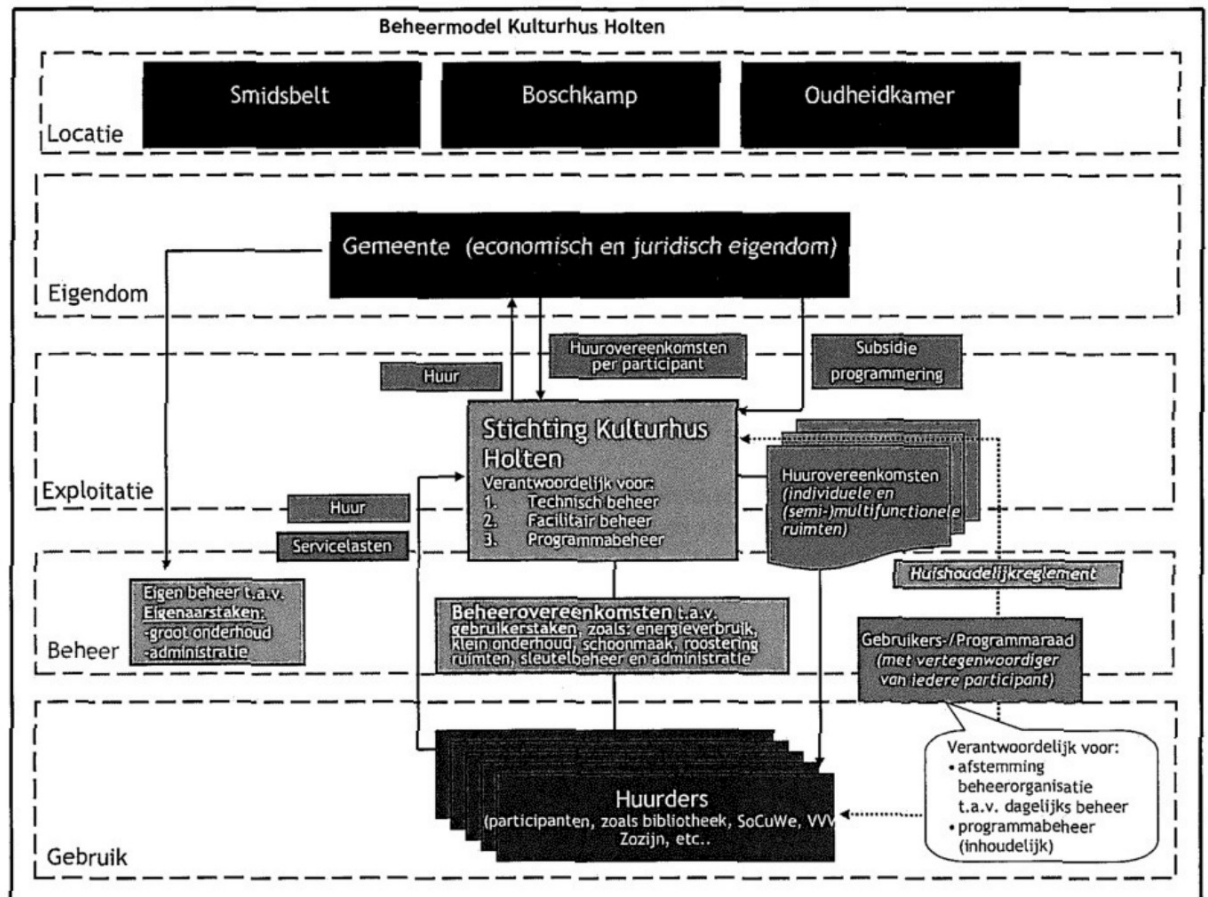 Beheermodel Kulturhus Holten
Smidsbelt
Boschkamp
Oudheidkamer
Locatie
Gemeente (economisch en juridisch eigendom)
Eigendom
Huur
Huurovereenkomsten
per participant
Subsidie
programmering
Stichting Kulturhus
Holten
Verantwoordelijk voor:
1. Technisch beheer
2. Facilitair beheer
3. Programmabeheer
Huurovereenkomsten
(individuele en
(semi-)multifunctionele
ruimten)
Exploitatie
Huur
Servicelasten
Huishoudelijkreglement
Eigen beheer t.a.v.
Eigenaarstaken:
-groot onderhoud
-administratie
Beheerovereenkomsten t.a.v.
gebruikerstaken, zoals: energieverbruik,
klein onderhoud, schoonmaak, roostering
ruimten, sleutelbeheer en administratie
Gebruikers-/Programmaraad
(met vertegenwoordiger
van iedere participant)
Beheer
Verantwoordelijk voor:
• afstemming
beheerorganisatie
t.a.v. dagelijks beheer
• programmabeheer
(inhoudelijk)
Huurders
(participanten, zoals bibliotheek, SoCuWe, VVV
Zozijn, etc..
Gebruik